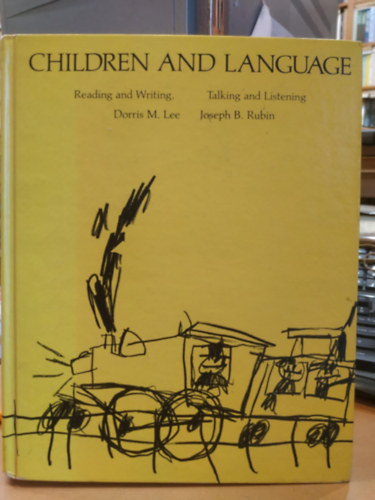 CHILDREN AND LANGUAGE
Reading and Writing, Talking and Listening
Dorris M. Lee Joseph B. Rubin